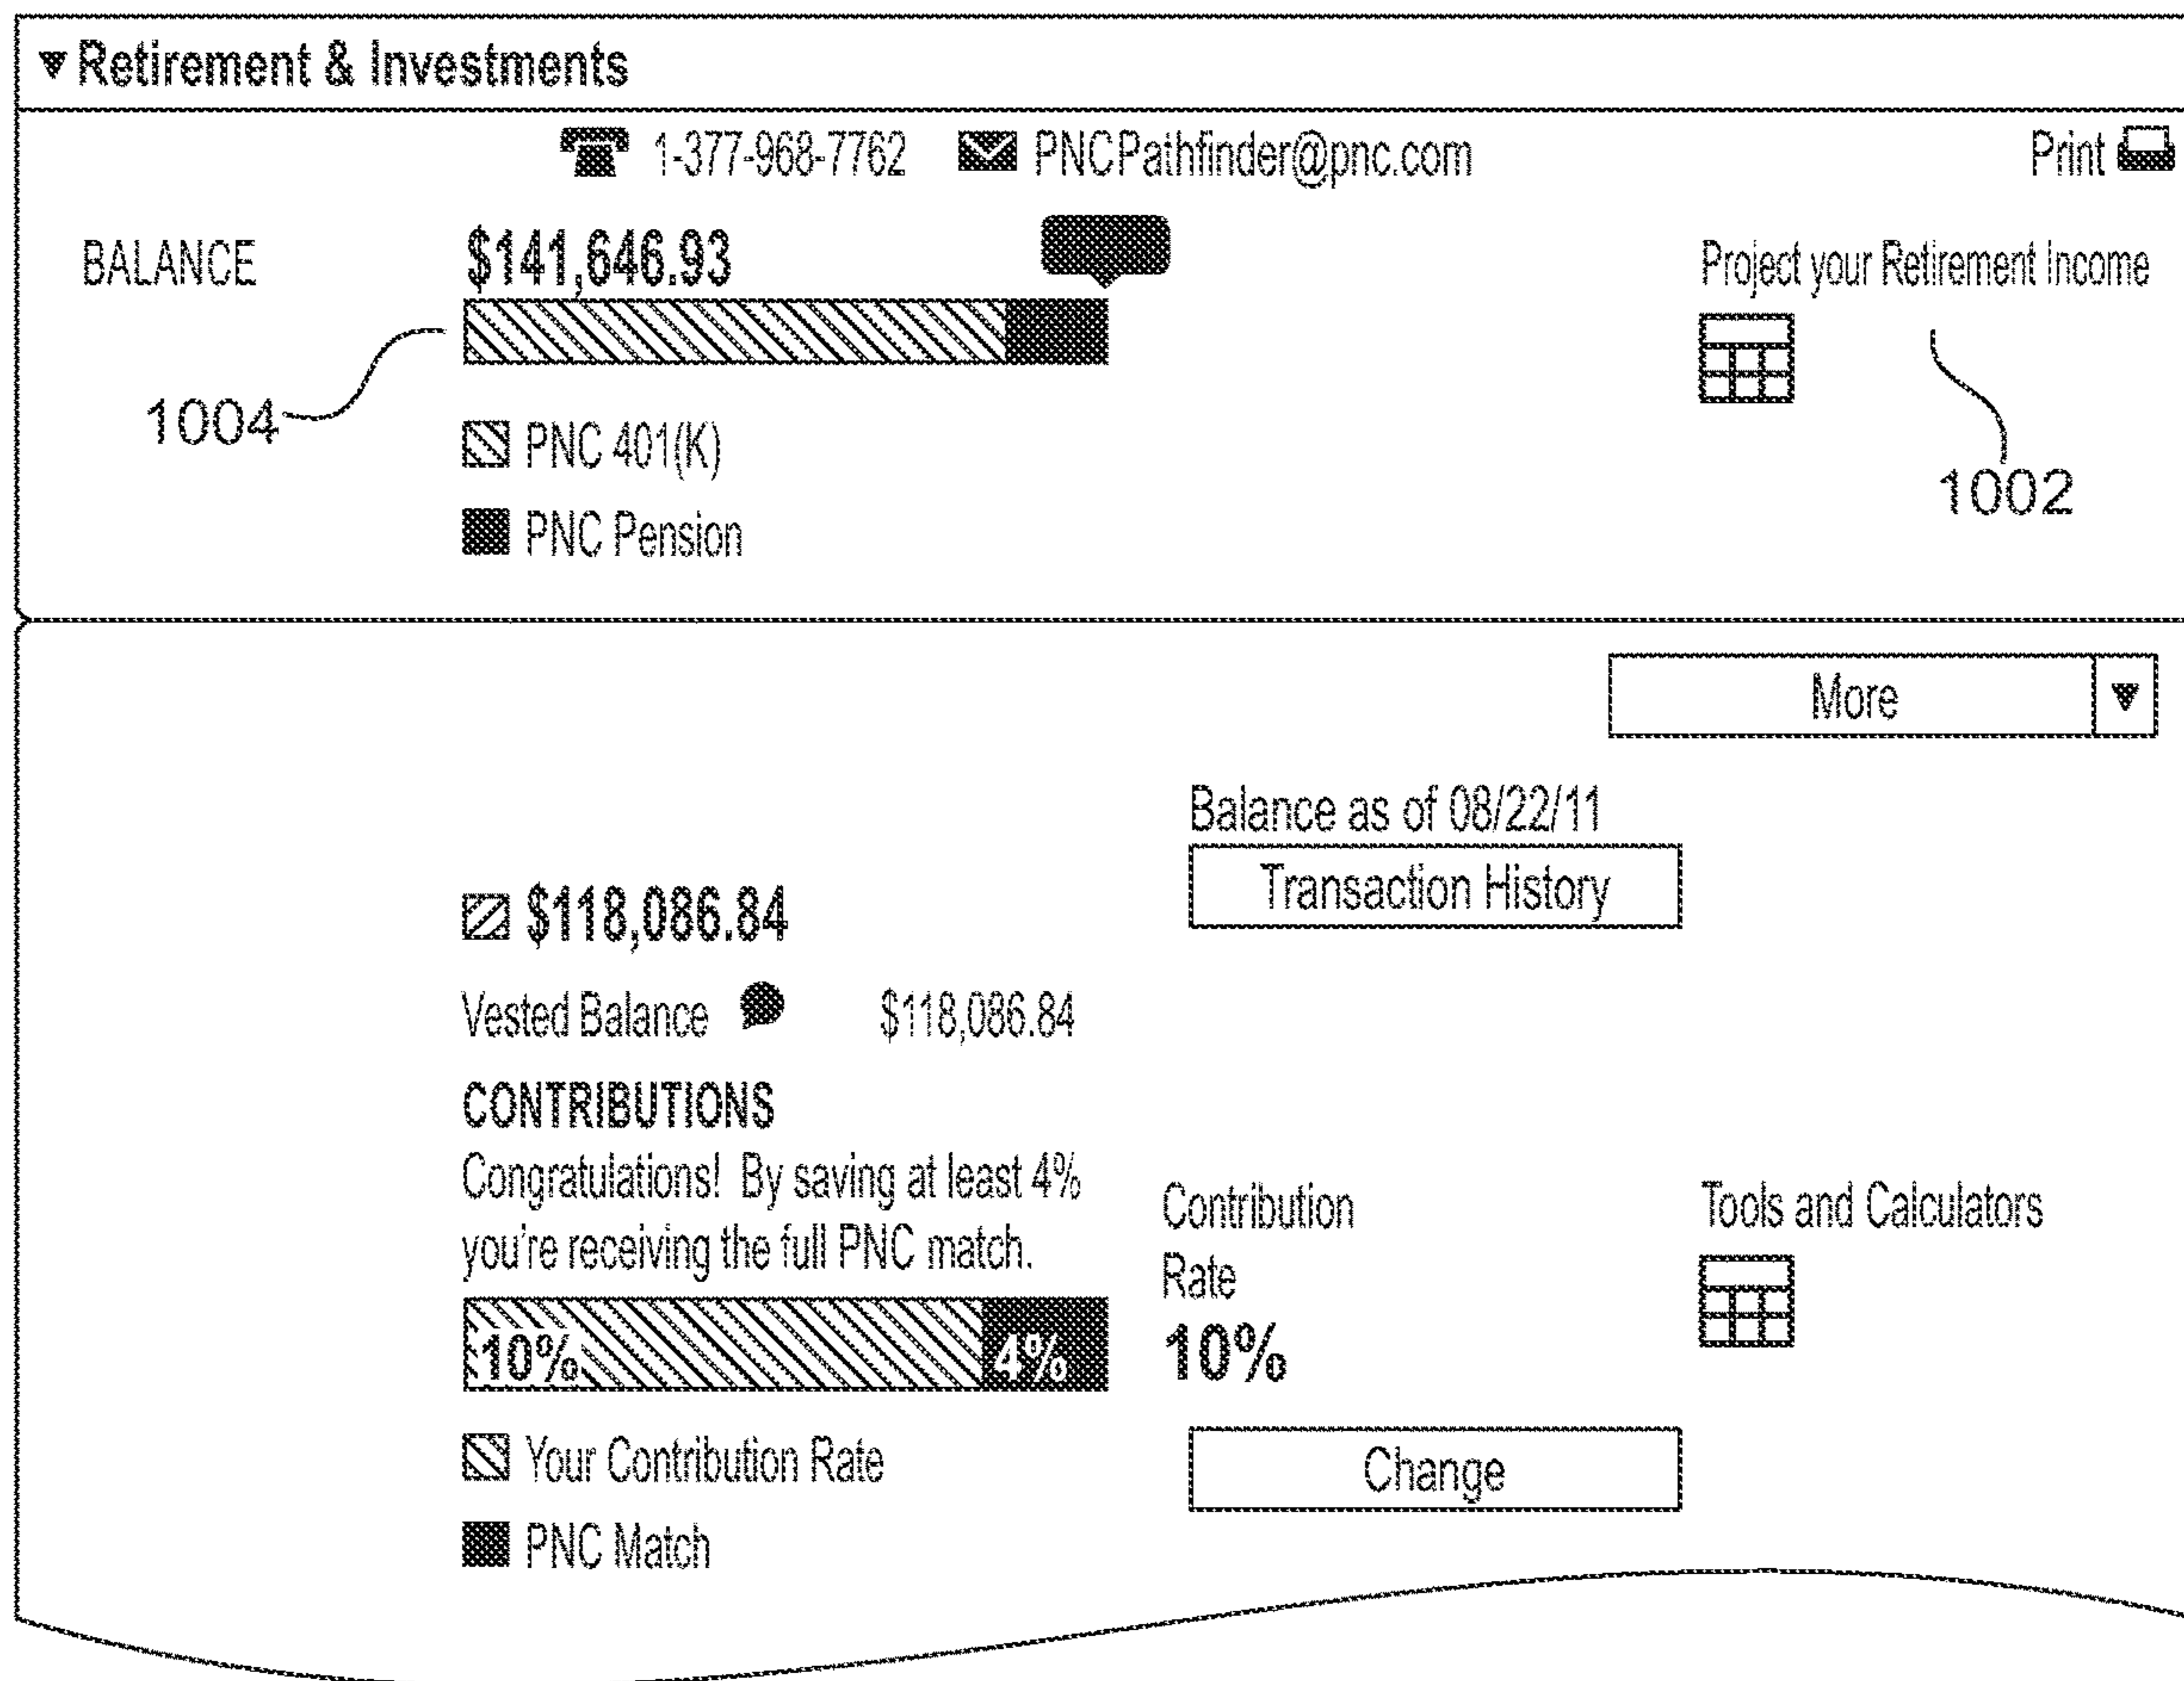 Retirement & Investments
1-377-968-7762 PNCPathfinder@pnc.com Print
BALANCE $141,646.93 Project your Retirement Income
1004
PNC 401(K)
1002
PNC Pension
More
Balance as of 08/22/11
Transaction History
$118,086.84
Vested Balance $118,086.84
CONTRIBUTIONS
Congratulations! By saving at least 4%
you're receiving the full PNC match.
Contribution
Rate
10%
Tools and Calculators
10% 4%
Your Contribution Rate
Change
PNC Match